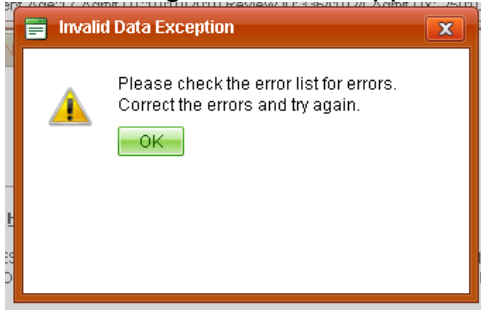 Invalid Data Exception
Please check the error list for errors.
Correct the errors and try again.
OK